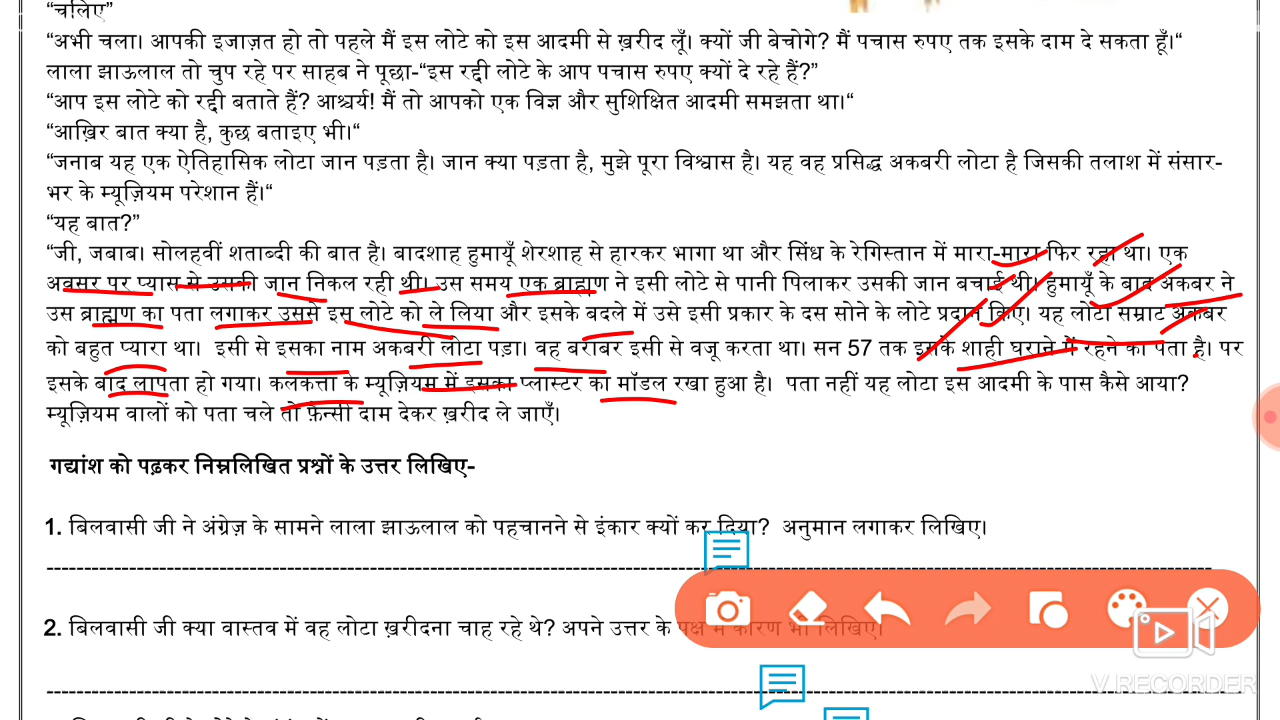 “चलिए”
“अभी चला। आपकी इजाज़त हो तो पहले मैं इस लोटे को इस आदमी से ख़रीद लूँ। क्यों जी बेचोगे? मैं पचास रुपए तक इसके दाम दे सकता हूँ।“
लाला झाऊलाल तो चुप रहे पर साहब ने पूछा-“इस रद्दी लोटे के आप पचास रुपए क्यों दे रहे हैं?”
“आप इस लोटे को रद्दी बताते हैं? आश्चर्य! मैं तो आपको एक विज्ञ और सुशिक्षित आदमी समझता था।“
“आख़िर बात क्या है, कुछ बताइए भी।“
“जनाब यह एक ऐतिहासिक लोटा जान पड़ता है। जान क्या पड़ता है, मुझे पूरा विश्वास है। यह वह प्रसिद्ध अकबरी लोटा है जिसकी तलाश में संसार-
भर के म्यूज़ियम परेशान हैं।“
“यह बात?”
“जी, जबाब। सोलहवीं शताब्दी की बात है। बादशाह हुमायूँ शेरशाह से हारकर भागा था और सिंध के रेगिस्तान में मारा-मारा फिर रहा था। एक
अवसर पर प्यास से उसकी जान निकल रही थी। उस समय एक ब्राह्मण ने इसी लोटे से पानी पिलाकर उसकी जान बचाई थी। हुमायूँ के बाद अकबर ने
उस ब्राह्मण का पता लगाकर उससे इस लोटे को ले लिया और इसके बदले में उसे इसी प्रकार के दस सोने के लोटे प्रदान किए। यह लोटा सम्राट अकबर
को बहुत प्यारा था। इसी से इसका नाम अकबरी लोटा पड़ा। वह बराबर इसी से वजू करता था। सन 57 तक इसके शाही घराने में रहने का पता है। पर
इसके बाद लापता हो गया। कलकत्ता के म्यूज़ियम में इसका प्लास्टर का मॉडल रखा हुआ है। पता नहीं यह लोटा इस आदमी के पास कैसे आया?
म्यूज़ियम वालों को पता चले तो फ़ेन्सी दाम देकर ख़रीद ले जाएँ।
गद्यांश को पढ़कर निम्नलिखित प्रश्नों के उत्तर लिखिए-
1. बिलवासी जी ने अंग्रेज़ के सामने लाला झाऊलाल को पहचानने से इंकार क्यों कर दिया? अनुमान लगाकर लिखिए।
2. बिलवासी जी क्या वास्तव में वह लोटा ख़रीदना चाह रहे थे? अपने उत्तर के पक्ष में कारण भी लिखिए।
V RECORDER